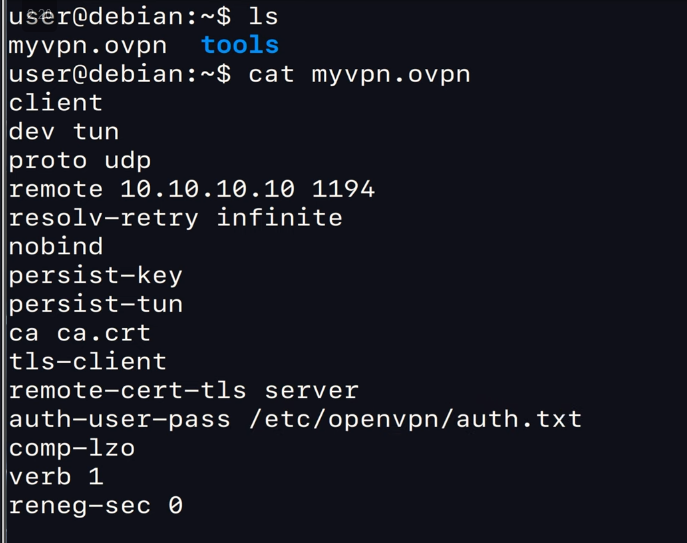 user@debian:~$ ls
myvpn.ovpn  tools
user@debian:~$ cat myvpn.ovpn
client
dev tun
proto udp
remote 10.10.10.10 1194
resolv-retry infinite
nobind
persist-key
persist-tun
ca ca.crt
tls-client
remote-cert-tls server
auth-user-pass /etc/openvpn/auth.txt
comp-lzo
verb 1
reneg-sec 0